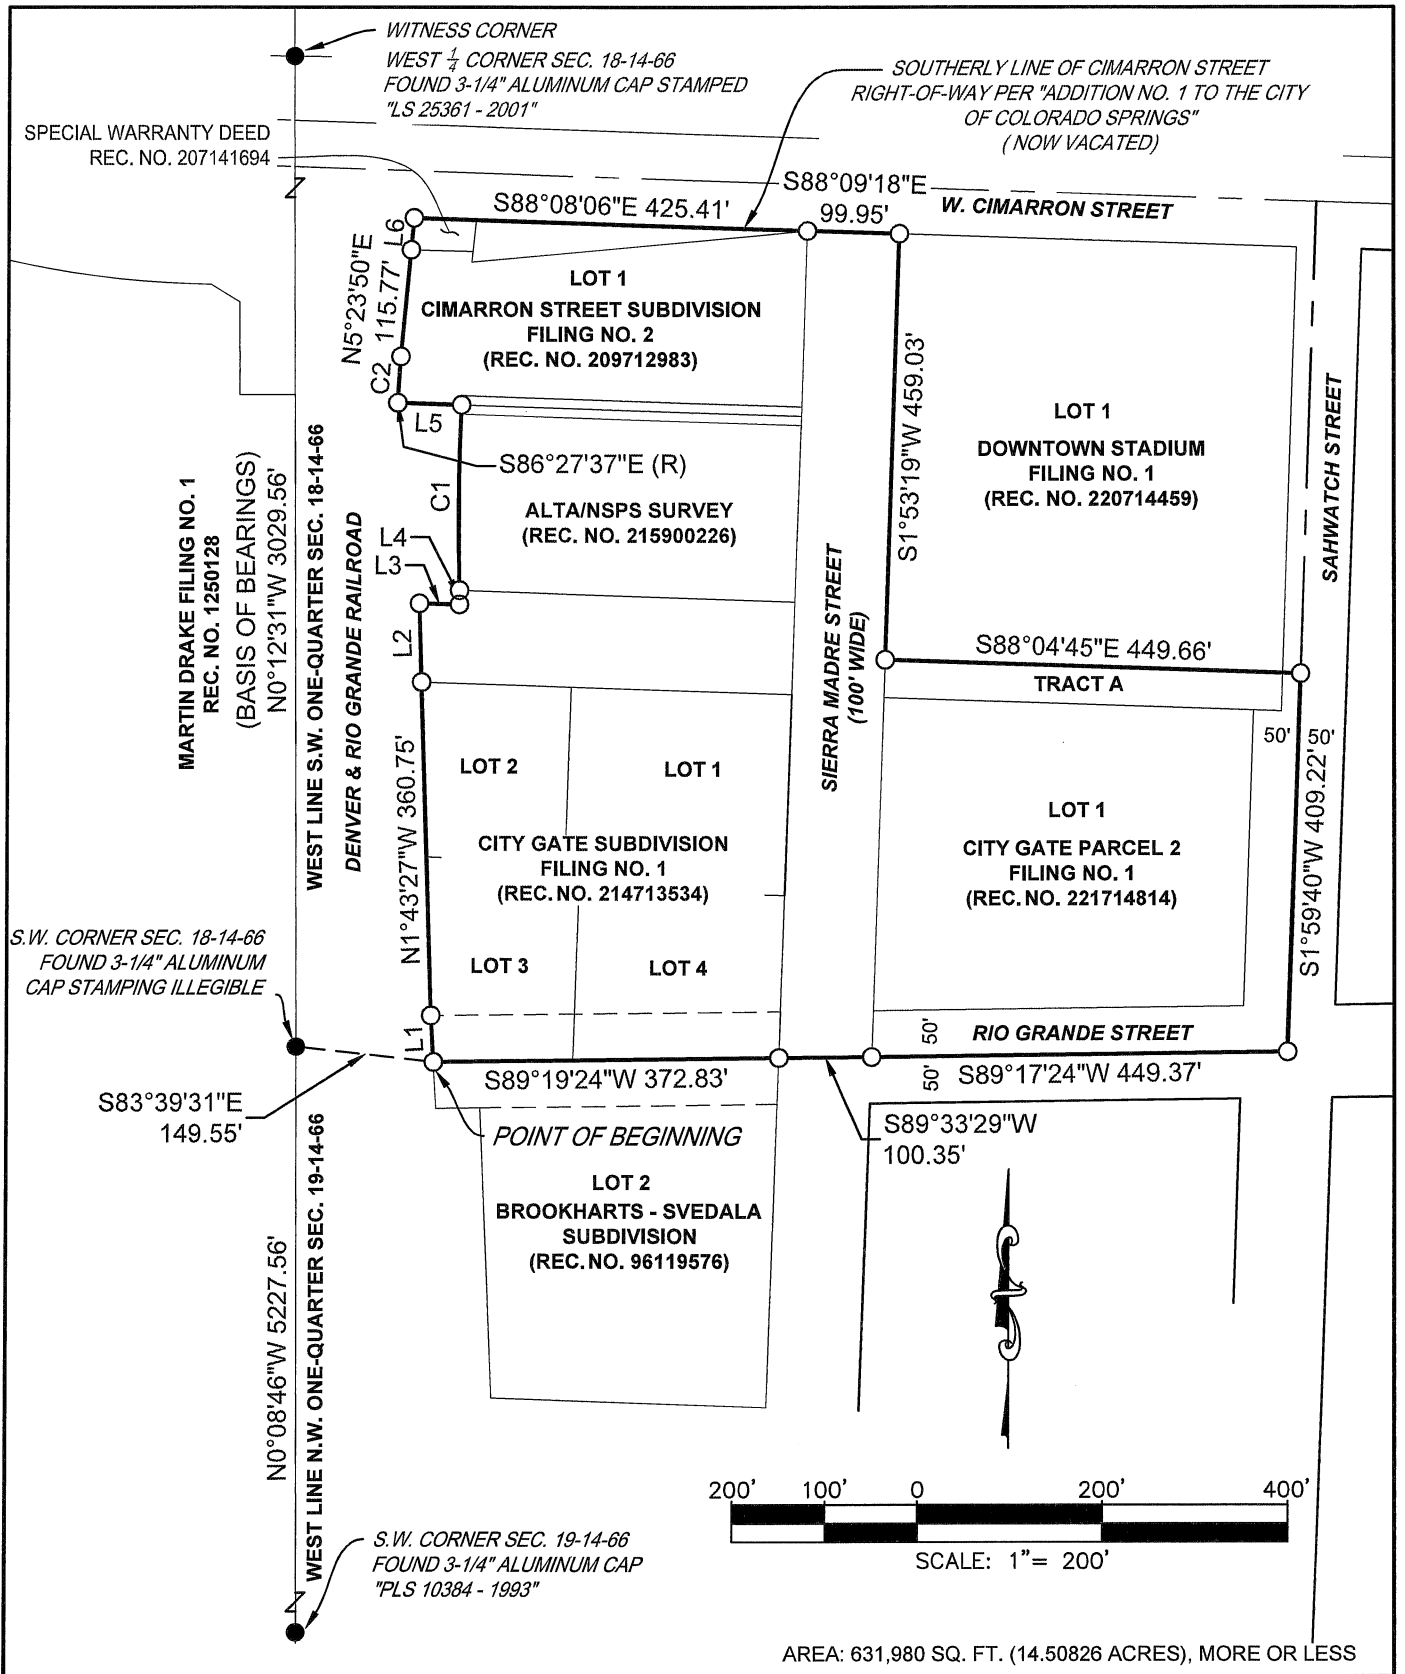 WITNESS CORNER
WEST 1/4 CORNER SEC. 18-14-66
FOUND 3-1/4" ALUMINUM CAP STAMPED
"LS 25361 - 2001"
SOUTHERLY LINE OF CIMARRON STREET
RIGHT-OF-WAY PER "ADDITION NO. 1 TO THE CITY
OF COLORADO SPRINGS"
( NOW VACATED)
SPECIAL WARRANTY DEED
REC. NO. 207141694
S88°08'06"E 425.41'
S88°09'18"E
99.95'
W. CIMARRON STREET
L6
N5°23'50"E
115.77'
C2
L5
S86°27'37"E (R)
C1
L4
L3
L2
LOT 1
CIMARRON STREET SUBDIVISION
FILING NO. 2
(REC. NO. 209712983)
ALTA/NSPS SURVEY
(REC. NO. 215900226)
S1°53'19"W 459.03'
LOT 1
DOWNTOWN STADIUM
FILING NO. 1
(REC. NO. 220714459)
SAHWATCH STREET
MARTIN DRAKE FILING NO. 1
REC. NO. 1250128
(BASIS OF BEARINGS)
N0°12'31"W 3029.56'
WEST LINE S.W. ONE-QUARTER SEC. 18-14-66
DENVER & RIO GRANDE RAILROAD
SIERRA MADRE STREET
(100' WIDE)
S88°04'45"E 449.66'
TRACT A
50'
50'
N1°43'27"W 360.75'
LOT 2
LOT 1
CITY GATE SUBDIVISION
FILING NO. 1
(REC. NO. 214713534)
LOT 3
LOT 4
LOT 1
CITY GATE PARCEL 2
FILING NO. 1
(REC. NO. 221714814)
S1°59'40"W 409.22'
S.W. CORNER SEC. 18-14-66
FOUND 3-1/4" ALUMINUM
CAP STAMPING ILLEGIBLE
L1
RIO GRANDE STREET
50'
50'
S89°19'24"W 372.83'
S89°17'24"W 449.37'
S83°39'31"E
149.55'
S89°33'29"W
100.35'
POINT OF BEGINNING
LOT 2
BROOKHARTS - SVEDALA
SUBDIVISION
(REC. NO. 96119576)
N0°08'46"W 5227.56'
WEST LINE N.W. ONE-QUARTER SEC. 19-14-66
200'
100'
0
200'
400'
SCALE: 1"= 200'
S.W. CORNER SEC. 19-14-66
FOUND 3-1/4" ALUMINUM CAP
"PLS 10384 - 1993"
AREA: 631,980 SQ. FT. (14.50826 ACRES), MORE OR LESS